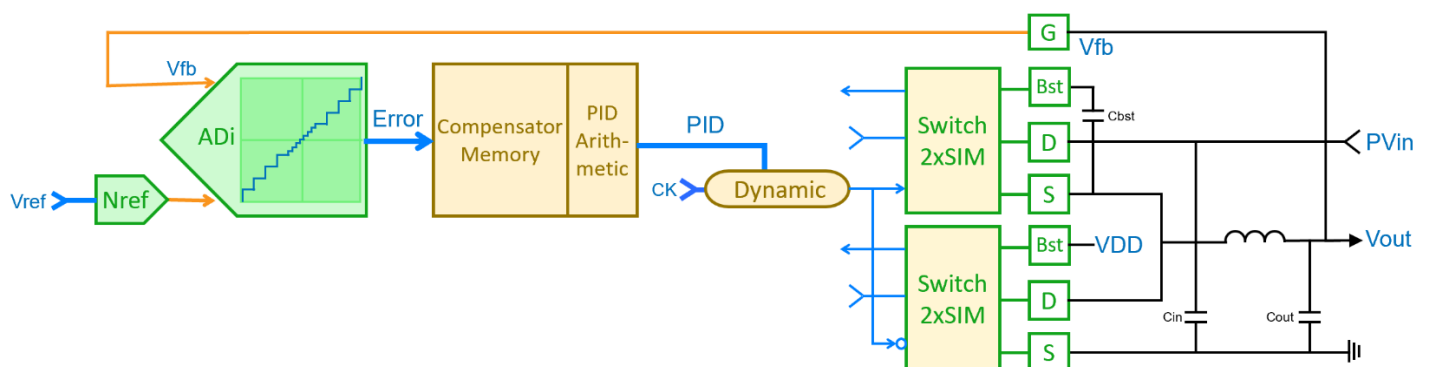 G
Vfb
Vfb
ADi
Error
Compensator
Memory
PID
Arith-
metic
PID
CK
Dynamic
Vref
Nref
Switch
2xSIM
Bst
Cbst
D
PVin
S
Switch
2xSIM
Bst
VDD
D
S
Vout
Cin
Cout